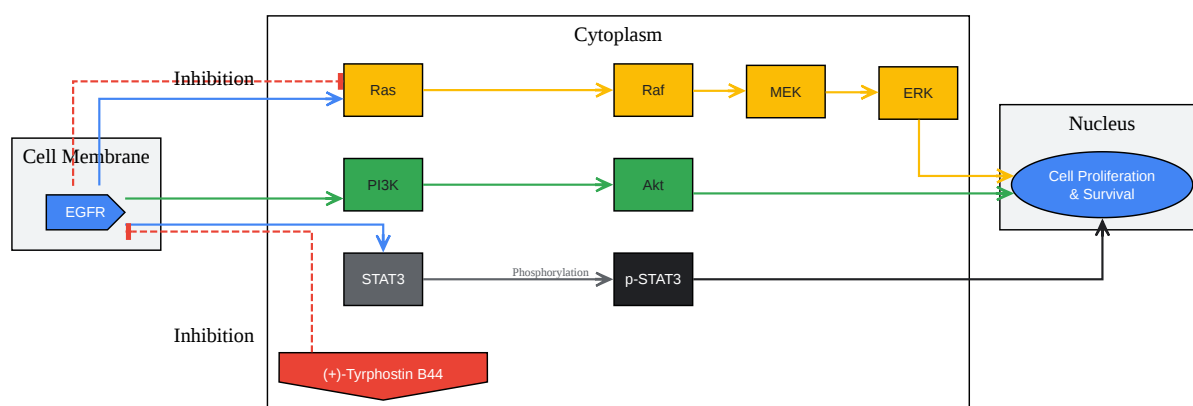 Cytoplasm
Inhibition
Ras
Raf
MEK
ERK
Nucleus
Cell Membrane
PI3K
Akt
Cell Proliferation
& Survival
EGFR
STAT3
Phosphorylation
p-STAT3
Inhibition
(+)-Tyrphostin B44